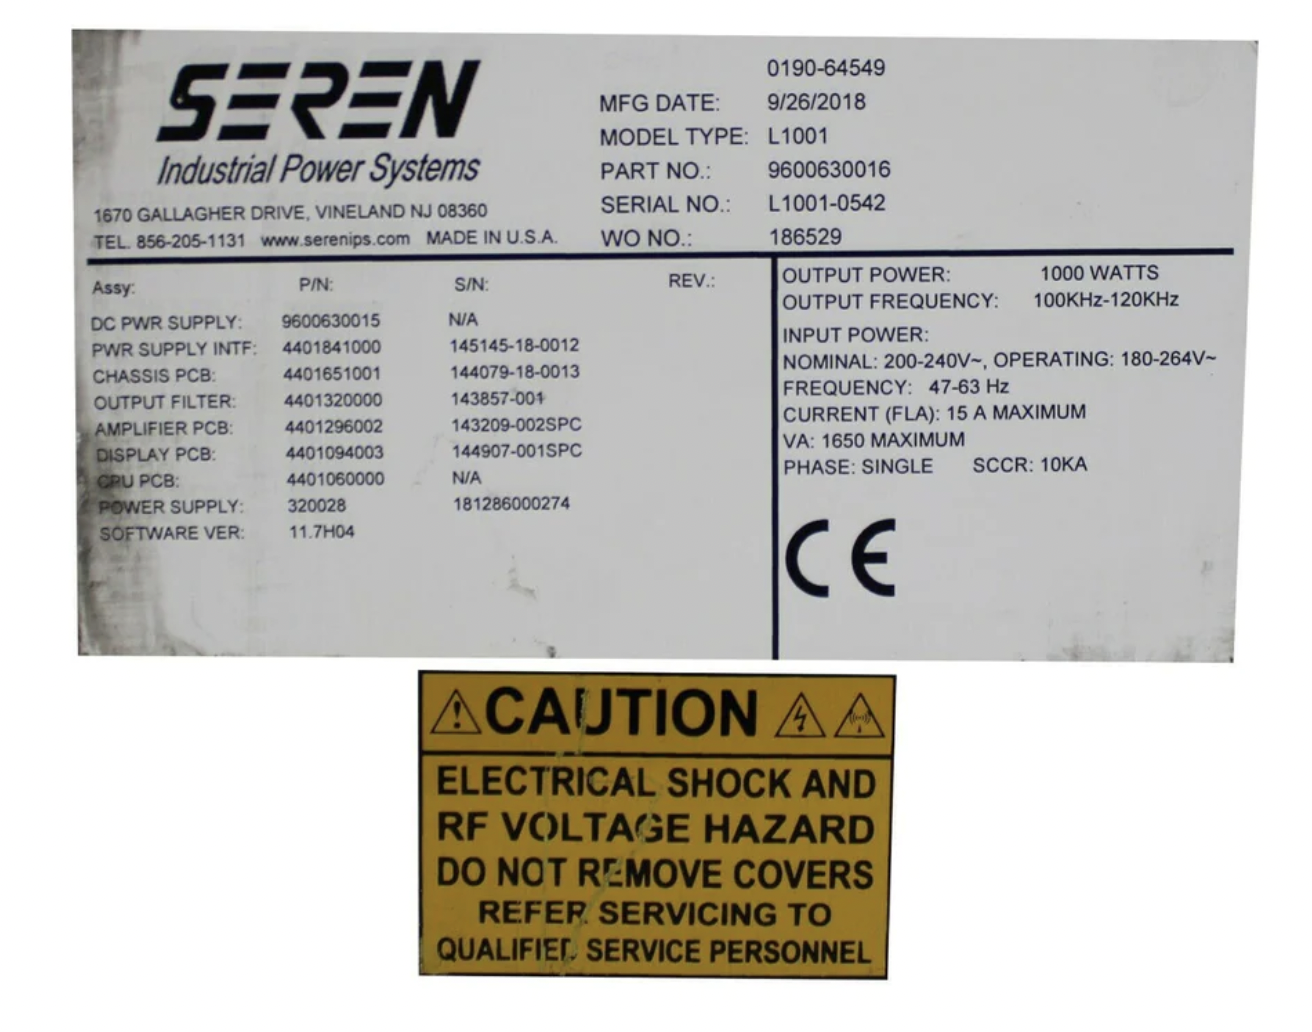 SEREN
Industrial Power Systems
1670 GALLAGHER DRIVE, VINELAND NJ 08360
TEL. 856-205-1131 www.serenips.com MADE IN U.S.A.
0190-64549
MFG DATE: 9/26/2018
MODEL TYPE: L1001
PART NO.: 9600630016
SERIAL NO.: L1001-0542
WO NO.: 186529
Assy: P/N: S/N: REV.:
DC PWR SUPPLY: 9600630015 N/A
PWR SUPPLY INTF: 4401841000 145145-18-0012
CHASSIS PCB: 4401651001 144079-18-0013
OUTPUT FILTER: 4401320000 143857-001
AMPLIFIER PCB: 4401296002 143209-002SPC
DISPLAY PCB: 4401094003 144907-001SPC
CPU PCB: 4401060000 N/A
POWER SUPPLY: 320028 181286000274
SOFTWARE VER: 11.7H04
OUTPUT POWER: 1000 WATTS
OUTPUT FREQUENCY: 100KHz-120KHz
INPUT POWER:
NOMINAL: 200-240V~, OPERATING: 180-264V~
FREQUENCY: 47-63 Hz
CURRENT (FLA): 15 A MAXIMUM
VA: 1650 MAXIMUM
PHASE: SINGLE SCCR: 10KA
CE
CAUTION
ELECTRICAL SHOCK AND
RF VOLTAGE HAZARD
DO NOT REMOVE COVERS
REFER SERVICING TO
QUALIFIED SERVICE PERSONNEL